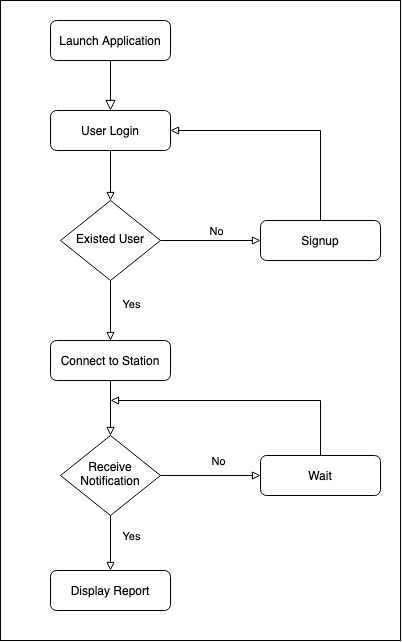 Launch Application
User Login
Existed User
No
Signup
Yes
Connect to Station
Receive
Notification
No
Wait
Yes
Display Report